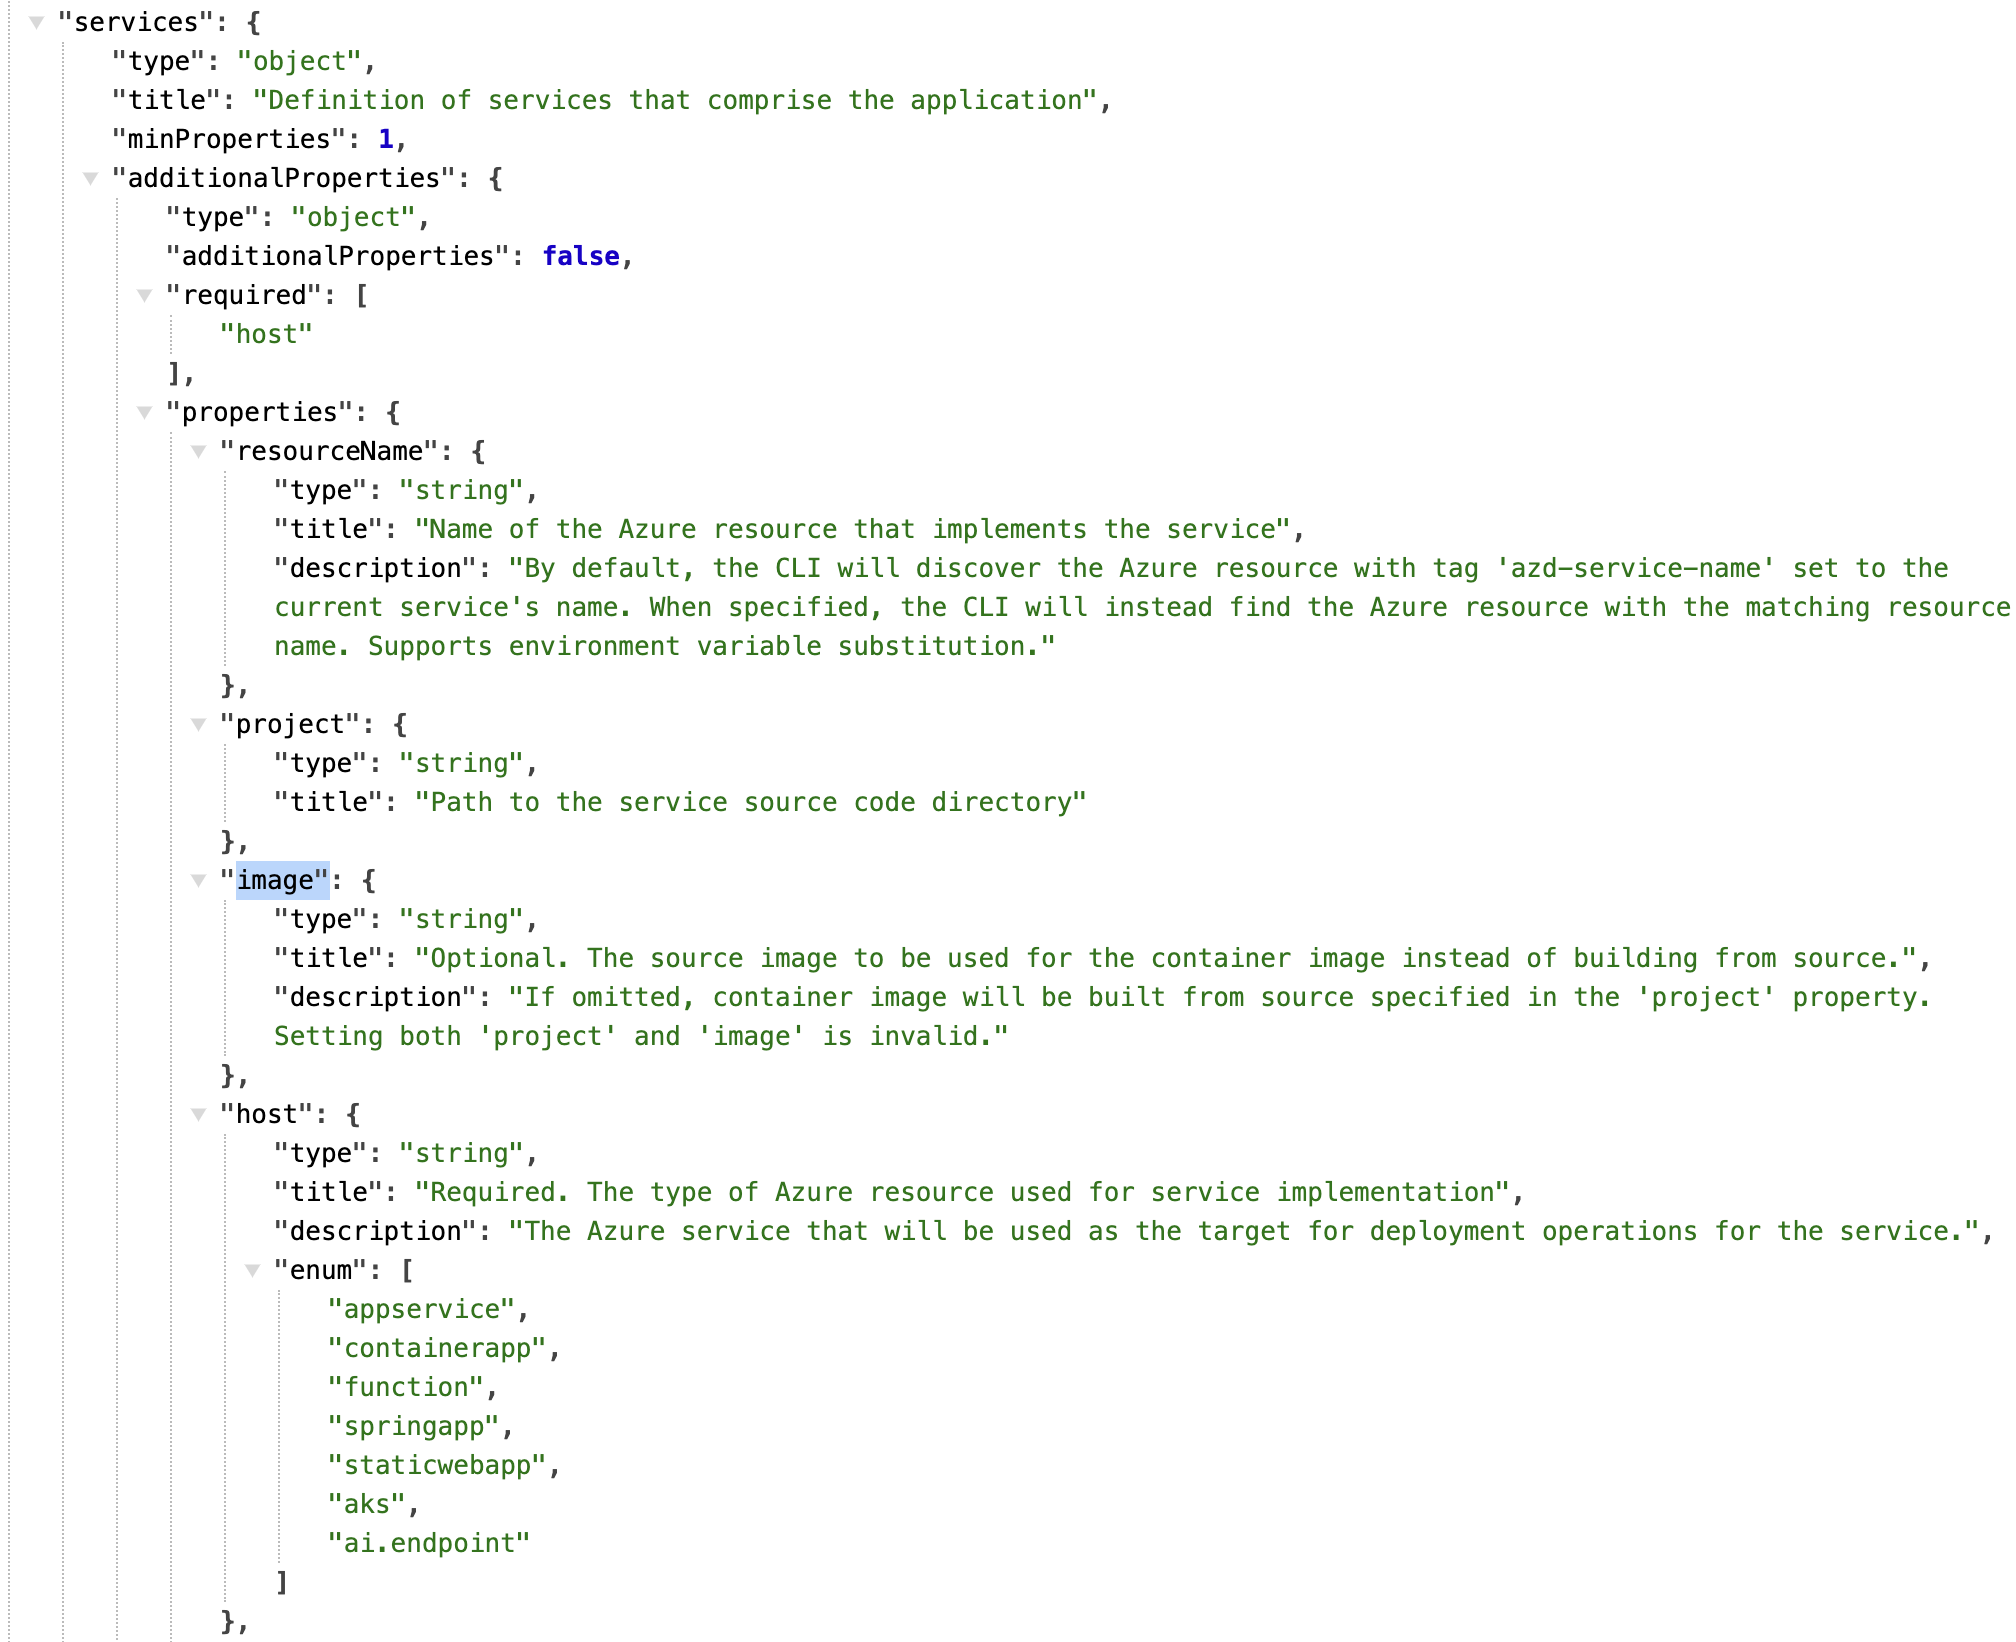 "services": {
"type": "object",
"title": "Definition of services that comprise the application",
"minProperties": 1,
"additionalProperties": {
"type": "object",
"additionalProperties": false,
"required": [
"host"
],
"properties": {
"resourceName": {
"type": "string",
"title": "Name of the Azure resource that implements the service",
"description": "By default, the CLI will discover the Azure resource with tag 'azd-service-name' set to the
current service's name. When specified, the CLI will instead find the Azure resource with the matching resource
name. Supports environment variable substitution."
},
"project": {
"type": "string",
"title": "Path to the service source code directory"
},
"image": {
"type": "string",
"title": "Optional. The source image to be used for the container image instead of building from source.",
"description": "If omitted, container image will be built from source specified in the 'project' property.
Setting both 'project' and 'image' is invalid."
},
"host": {
"type": "string",
"title": "Required. The type of Azure resource used for service implementation",
"description": "The Azure service that will be used as the target for deployment operations for the service.",
"enum": [
"appservice",
"containerapp",
"function",
"springapp",
"staticwebapp",
"aks",
"ai.endpoint"
]
},